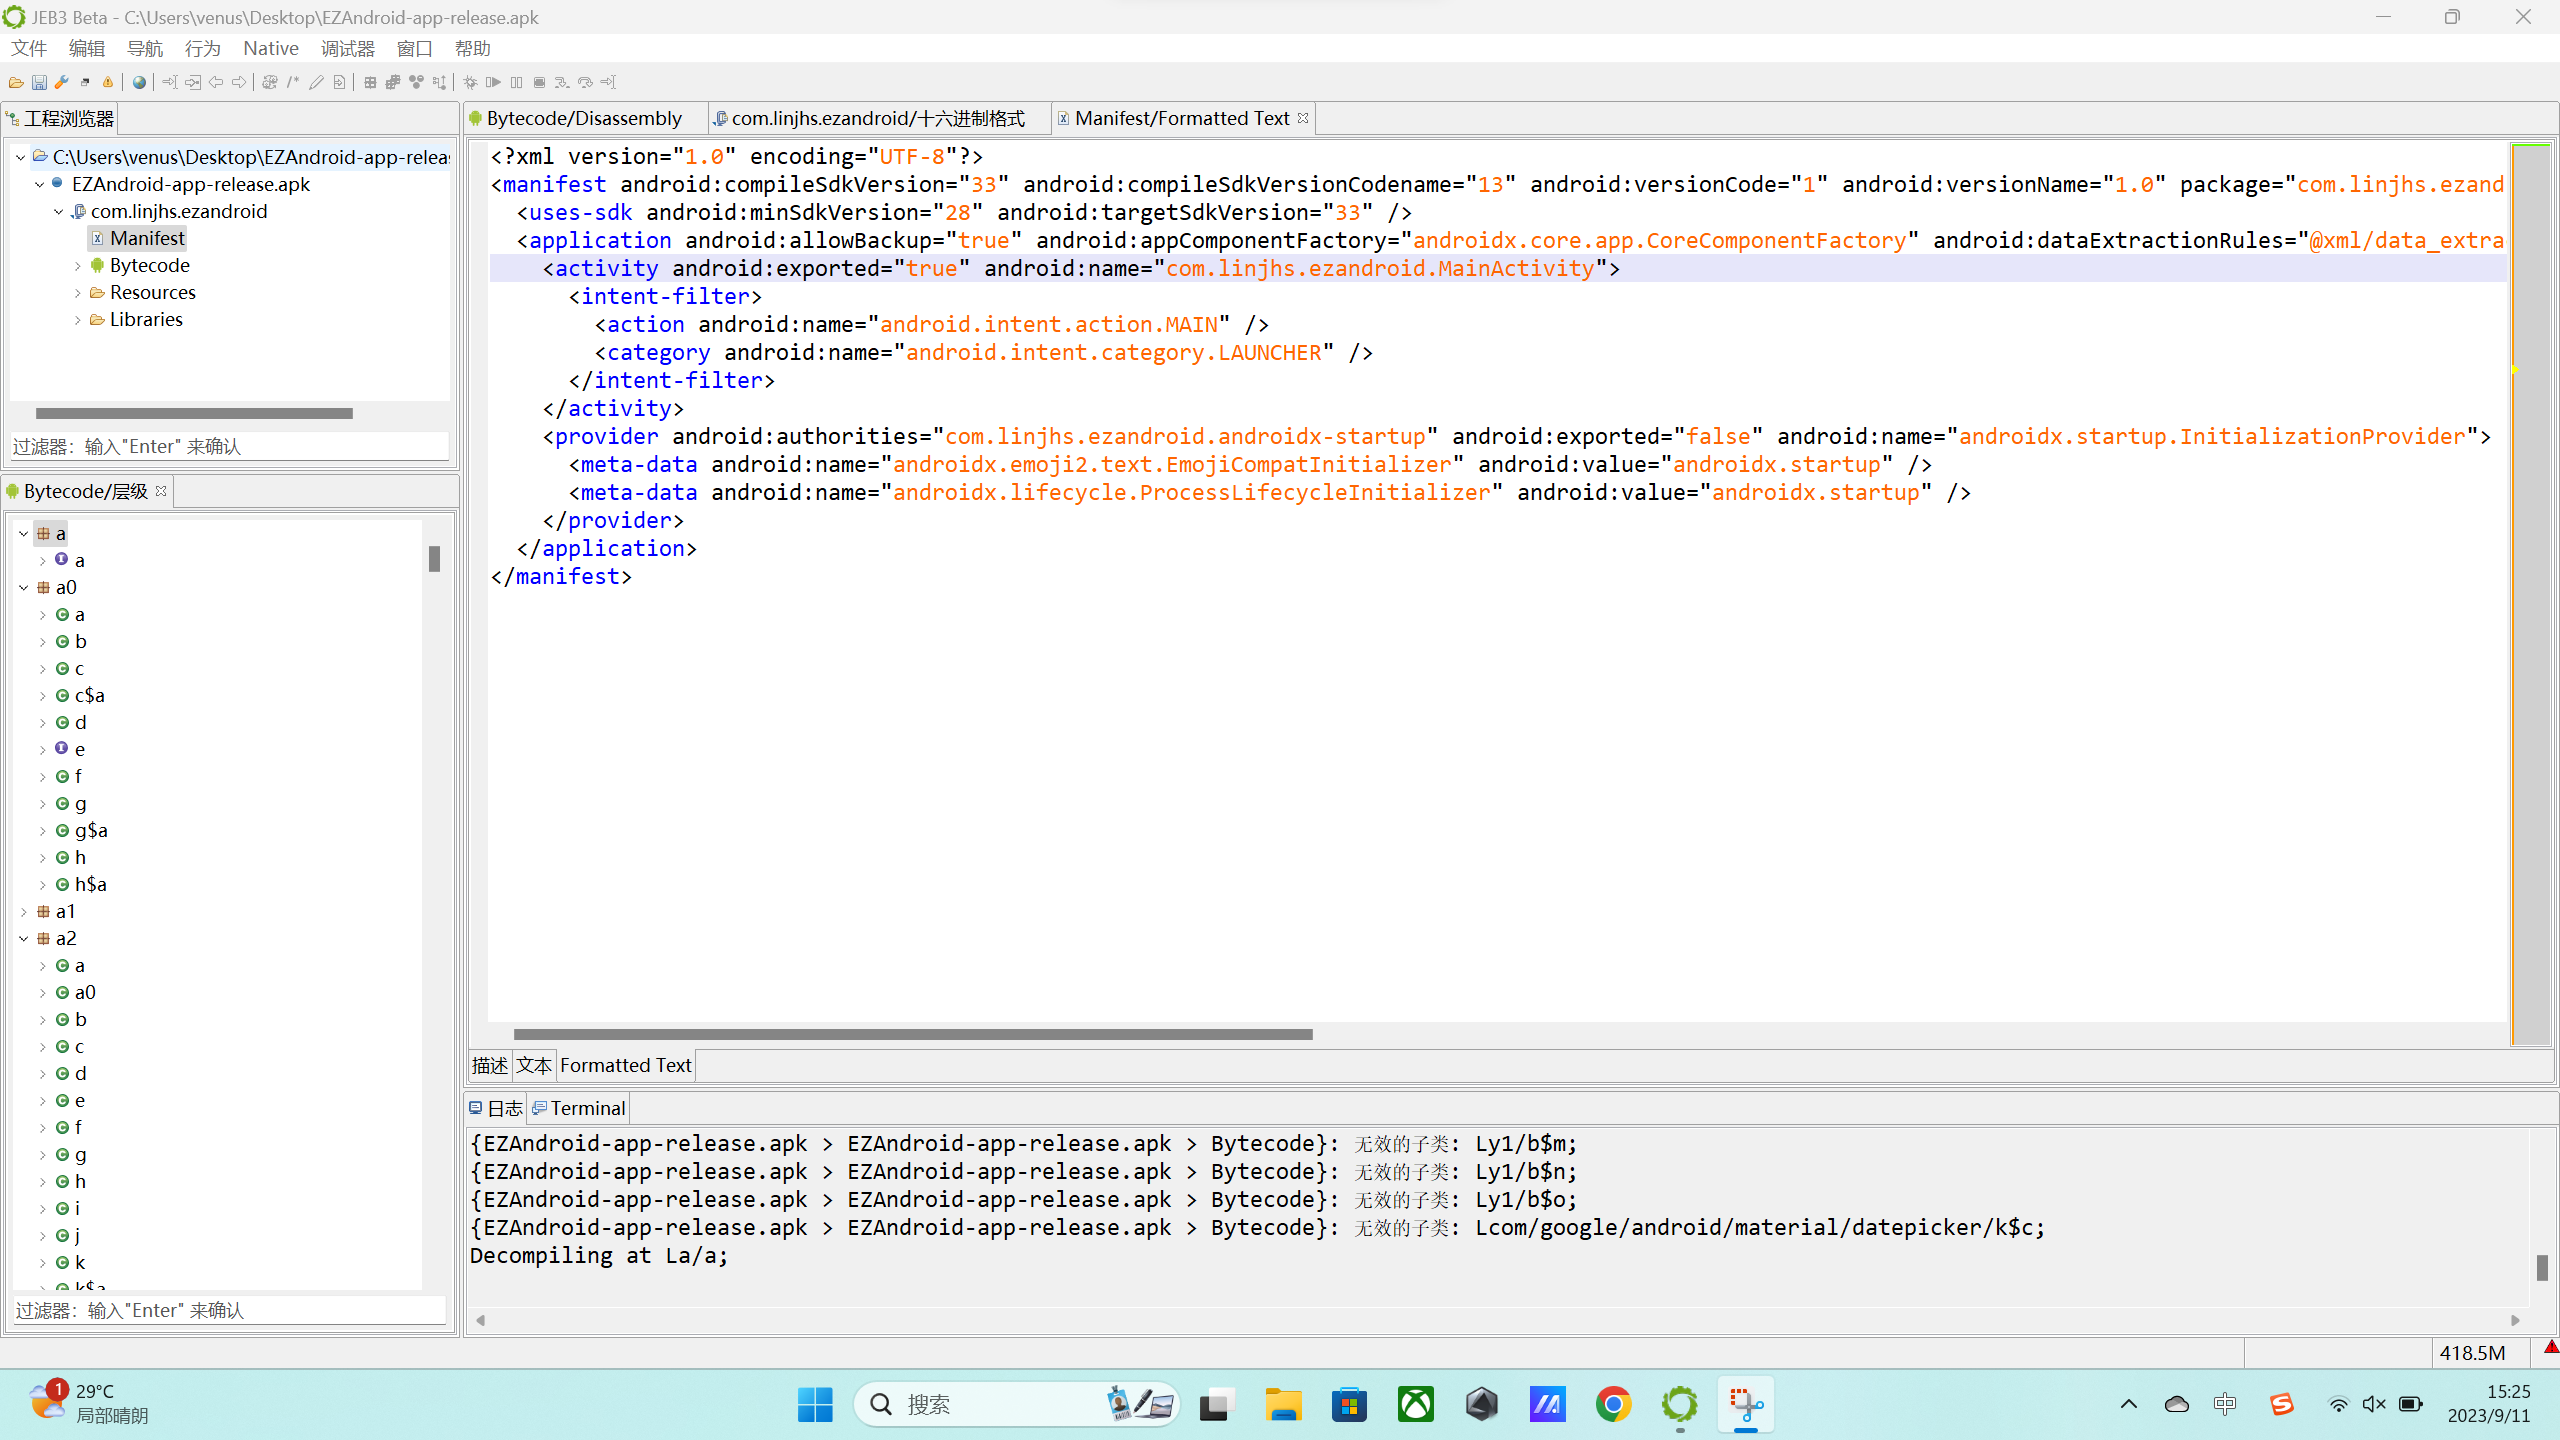 JEB3 Beta - C:\Users\venus\Desktop\EZAndroid-app-release.apk
文件 编辑 导航 行为 Native 调试器 窗口 帮助
工程浏览器
C:\Users\venus\Desktop\EZAndroid-app-relea
EZAndroid-app-release.apk
com.linjhs.ezandroid
Manifest
Bytecode
Resources
Libraries
过滤器：输入"Enter" 来确认
Bytecode/层级
a
a
a0
a
b
c
c$a
d
e
f
g
g$a
h
h$a
a1
a2
a
a0
b
c
d
e
f
g
h
i
j
k
k$a
过滤器：输入"Enter" 来确认
Bytecode/Disassembly com.linjhs.ezandroid/十六进制格式 Manifest/Formatted Text
<?xml version="1.0" encoding="UTF-8"?>
<manifest android:compileSdkVersion="33" android:compileSdkVersionCodename="13" android:versionCode="1" android:versionName="1.0" package="com.linjhs.ezand
<uses-sdk android:minSdkVersion="28" android:targetSdkVersion="33" />
<application android:allowBackup="true" android:appComponentFactory="androidx.core.app.CoreComponentFactory" android:dataExtractionRules="@xml/data_extra
<activity android:exported="true" android:name="com.linjhs.ezandroid.MainActivity">
<intent-filter>
<action android:name="android.intent.action.MAIN" />
<category android:name="android.intent.category.LAUNCHER" />
</intent-filter>
</activity>
<provider android:authorities="com.linjhs.ezandroid.androidx-startup" android:exported="false" android:name="androidx.startup.InitializationProvider">
<meta-data android:name="androidx.emoji2.text.EmojiCompatInitializer" android:value="androidx.startup" />
<meta-data android:name="androidx.lifecycle.ProcessLifecycleInitializer" android:value="androidx.startup" />
</provider>
</application>
</manifest>
描述 文本 Formatted Text
日志 Terminal
{EZAndroid-app-release.apk > EZAndroid-app-release.apk > Bytecode}: 无效的子类: Ly1/b$m;
{EZAndroid-app-release.apk > EZAndroid-app-release.apk > Bytecode}: 无效的子类: Ly1/b$n;
{EZAndroid-app-release.apk > EZAndroid-app-release.apk > Bytecode}: 无效的子类: Ly1/b$o;
{EZAndroid-app-release.apk > EZAndroid-app-release.apk > Bytecode}: 无效的子类: Lcom/google/android/material/datepicker/k$c;
Decompiling at La/a;
418.5M
1
29°C
局部晴朗
搜索
中
15:25
2023/9/11